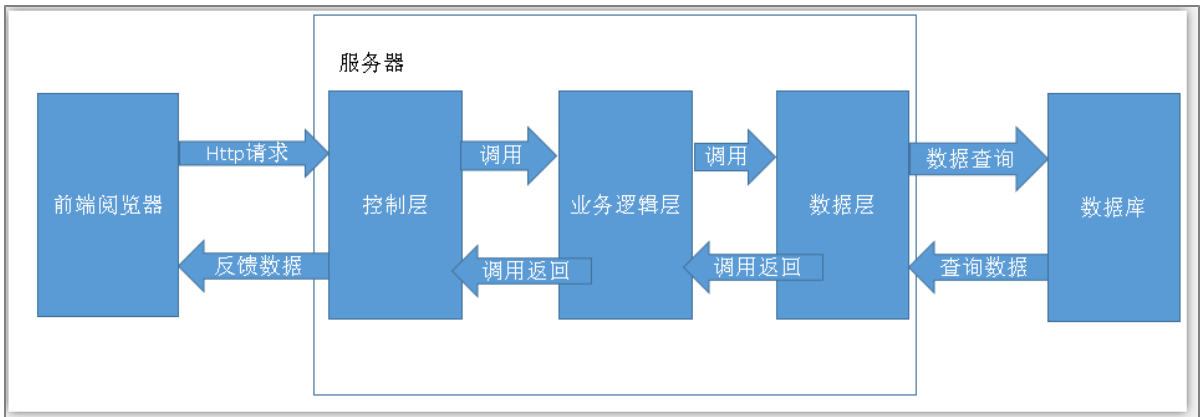 服务器
Http请求
调用
调用
数据查询
前端阅览器
控制层
业务逻辑层
数据层
数据库
反馈数据
调用返回
调用返回
查询数据